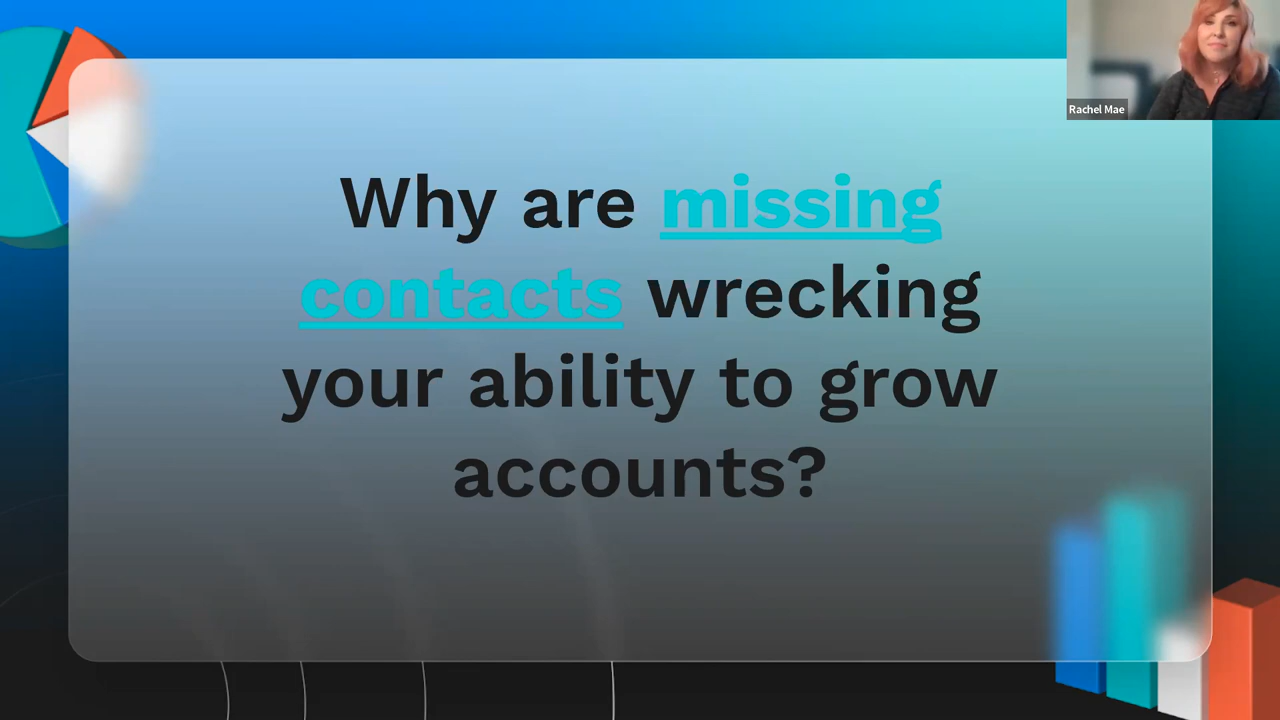 Rachel Mae
Why are missing
contacts wrecking
your ability to grow
accounts?